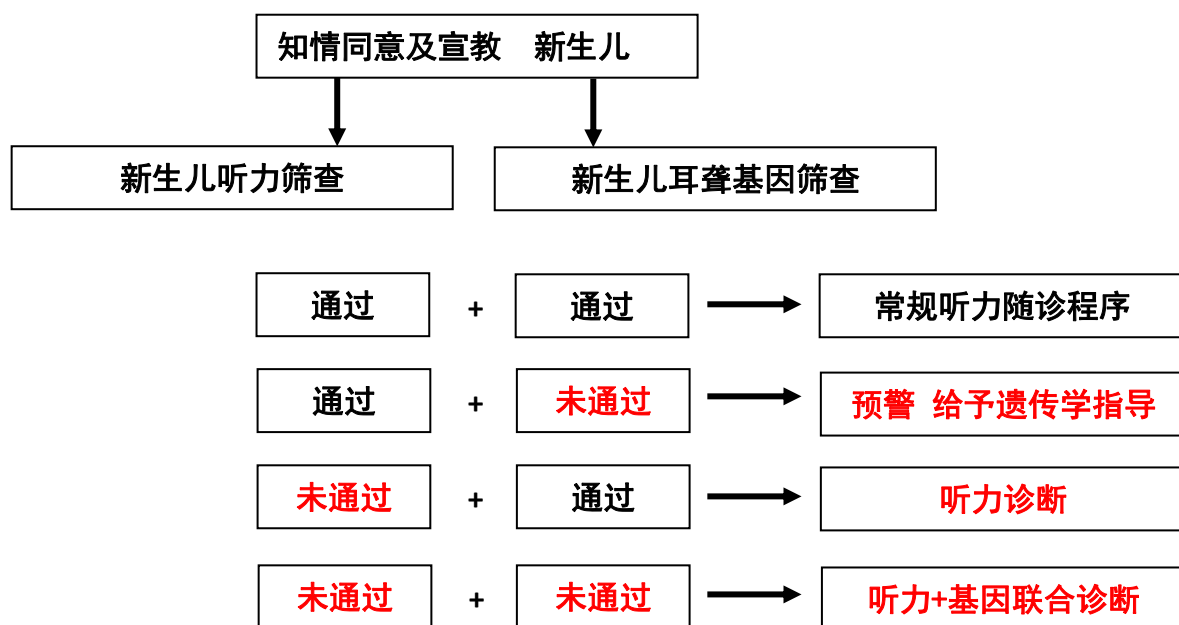 知情同意及宣教 新生儿
新生儿听力筛查 新生儿耳聋基因筛查
通过 + 通过 常规听力随诊程序
通过 + 未通过 预警 给予遗传学指导
未通过 + 通过 听力诊断
未通过 + 未通过 听力+基因联合诊断